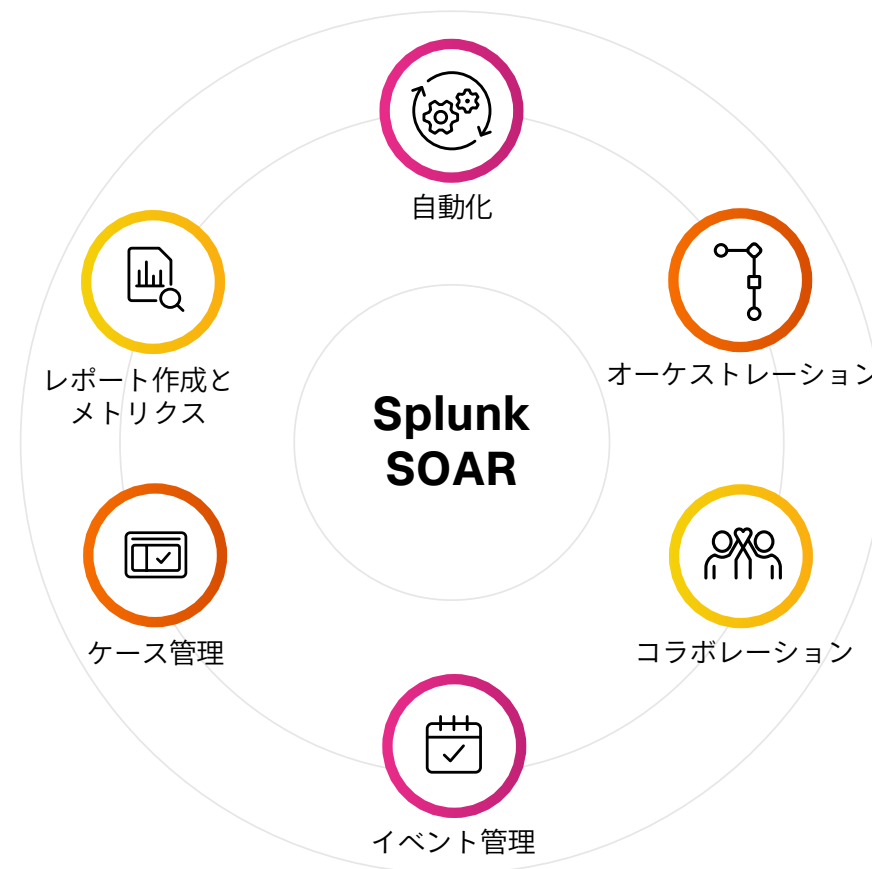 自動化
オーケストレーション
コラボレーション
イベント管理
ケース管理
レポート作成と
メトリクス
Splunk
SOAR